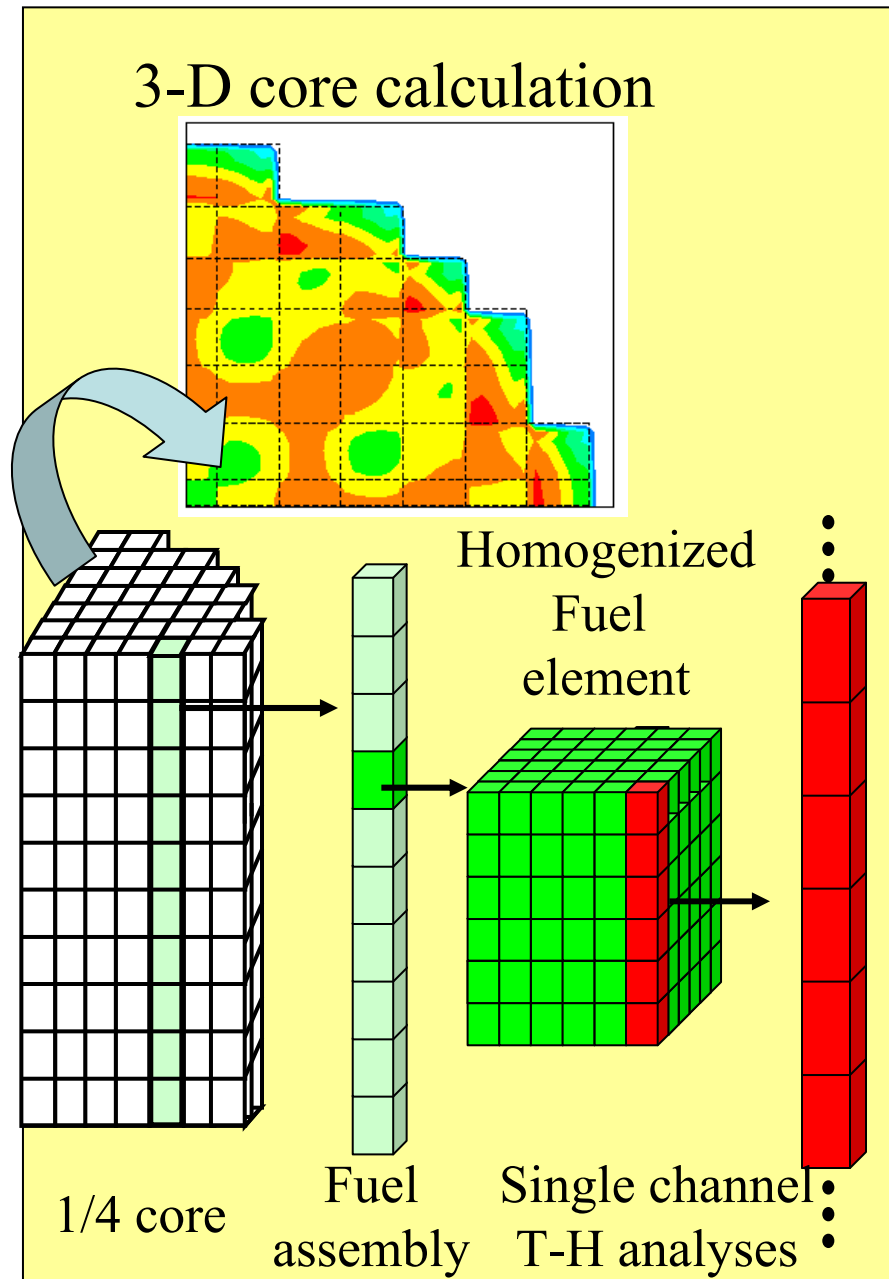 3-D core calculation
Homogenized
Fuel
element
1/4 core
Fuel
assembly
Single channel
T-H analyses